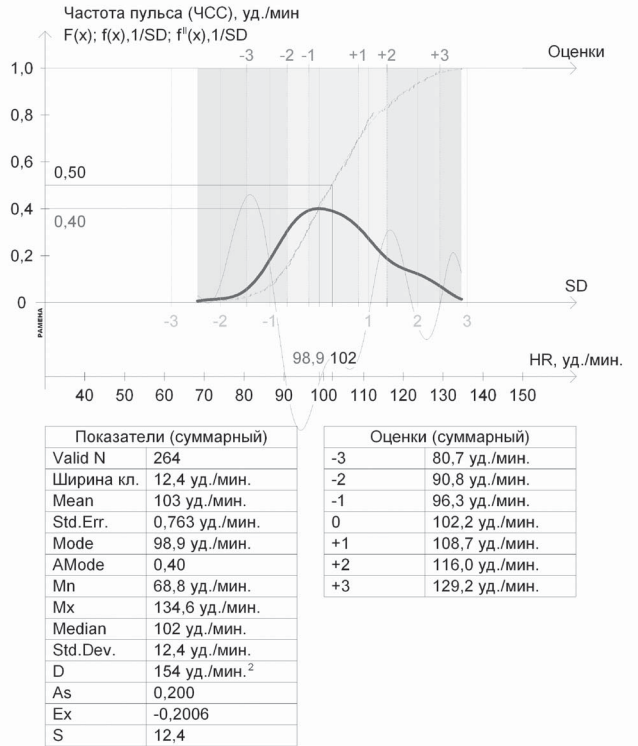 Частота пульса (ЧСС), уд./мин
F(x); f(x),1/SD; fᴵᴵ(x),1/SD
Оценки
-3 -2 -1 +1 +2 +3
1,0
0,8
0,6
0,50
0,4
0,40
0,2
0
SD
-3 -2 -1 1 2 3
РАМЕНА
98,9 102
HR, уд./мин.
40 50 60 70 80 90 100 110 120 130 140 150
Показатели (суммарный)
Valid N 264
Ширина кл. 12,4 уд./мин.
Mean 103 уд./мин.
Std.Err. 0,763 уд./мин.
Mode 98,9 уд./мин.
AMode 0,40
Mn 68,8 уд./мин.
Mx 134,6 уд./мин.
Median 102 уд./мин.
Std.Dev. 12,4 уд./мин.
D 154 уд./мин.²
As 0,200
Ex -0,2006
S 12,4
Оценки (суммарный)
-3 80,7 уд./мин.
-2 90,8 уд./мин.
-1 96,3 уд./мин.
0 102,2 уд./мин.
+1 108,7 уд./мин.
+2 116,0 уд./мин.
+3 129,2 уд./мин.